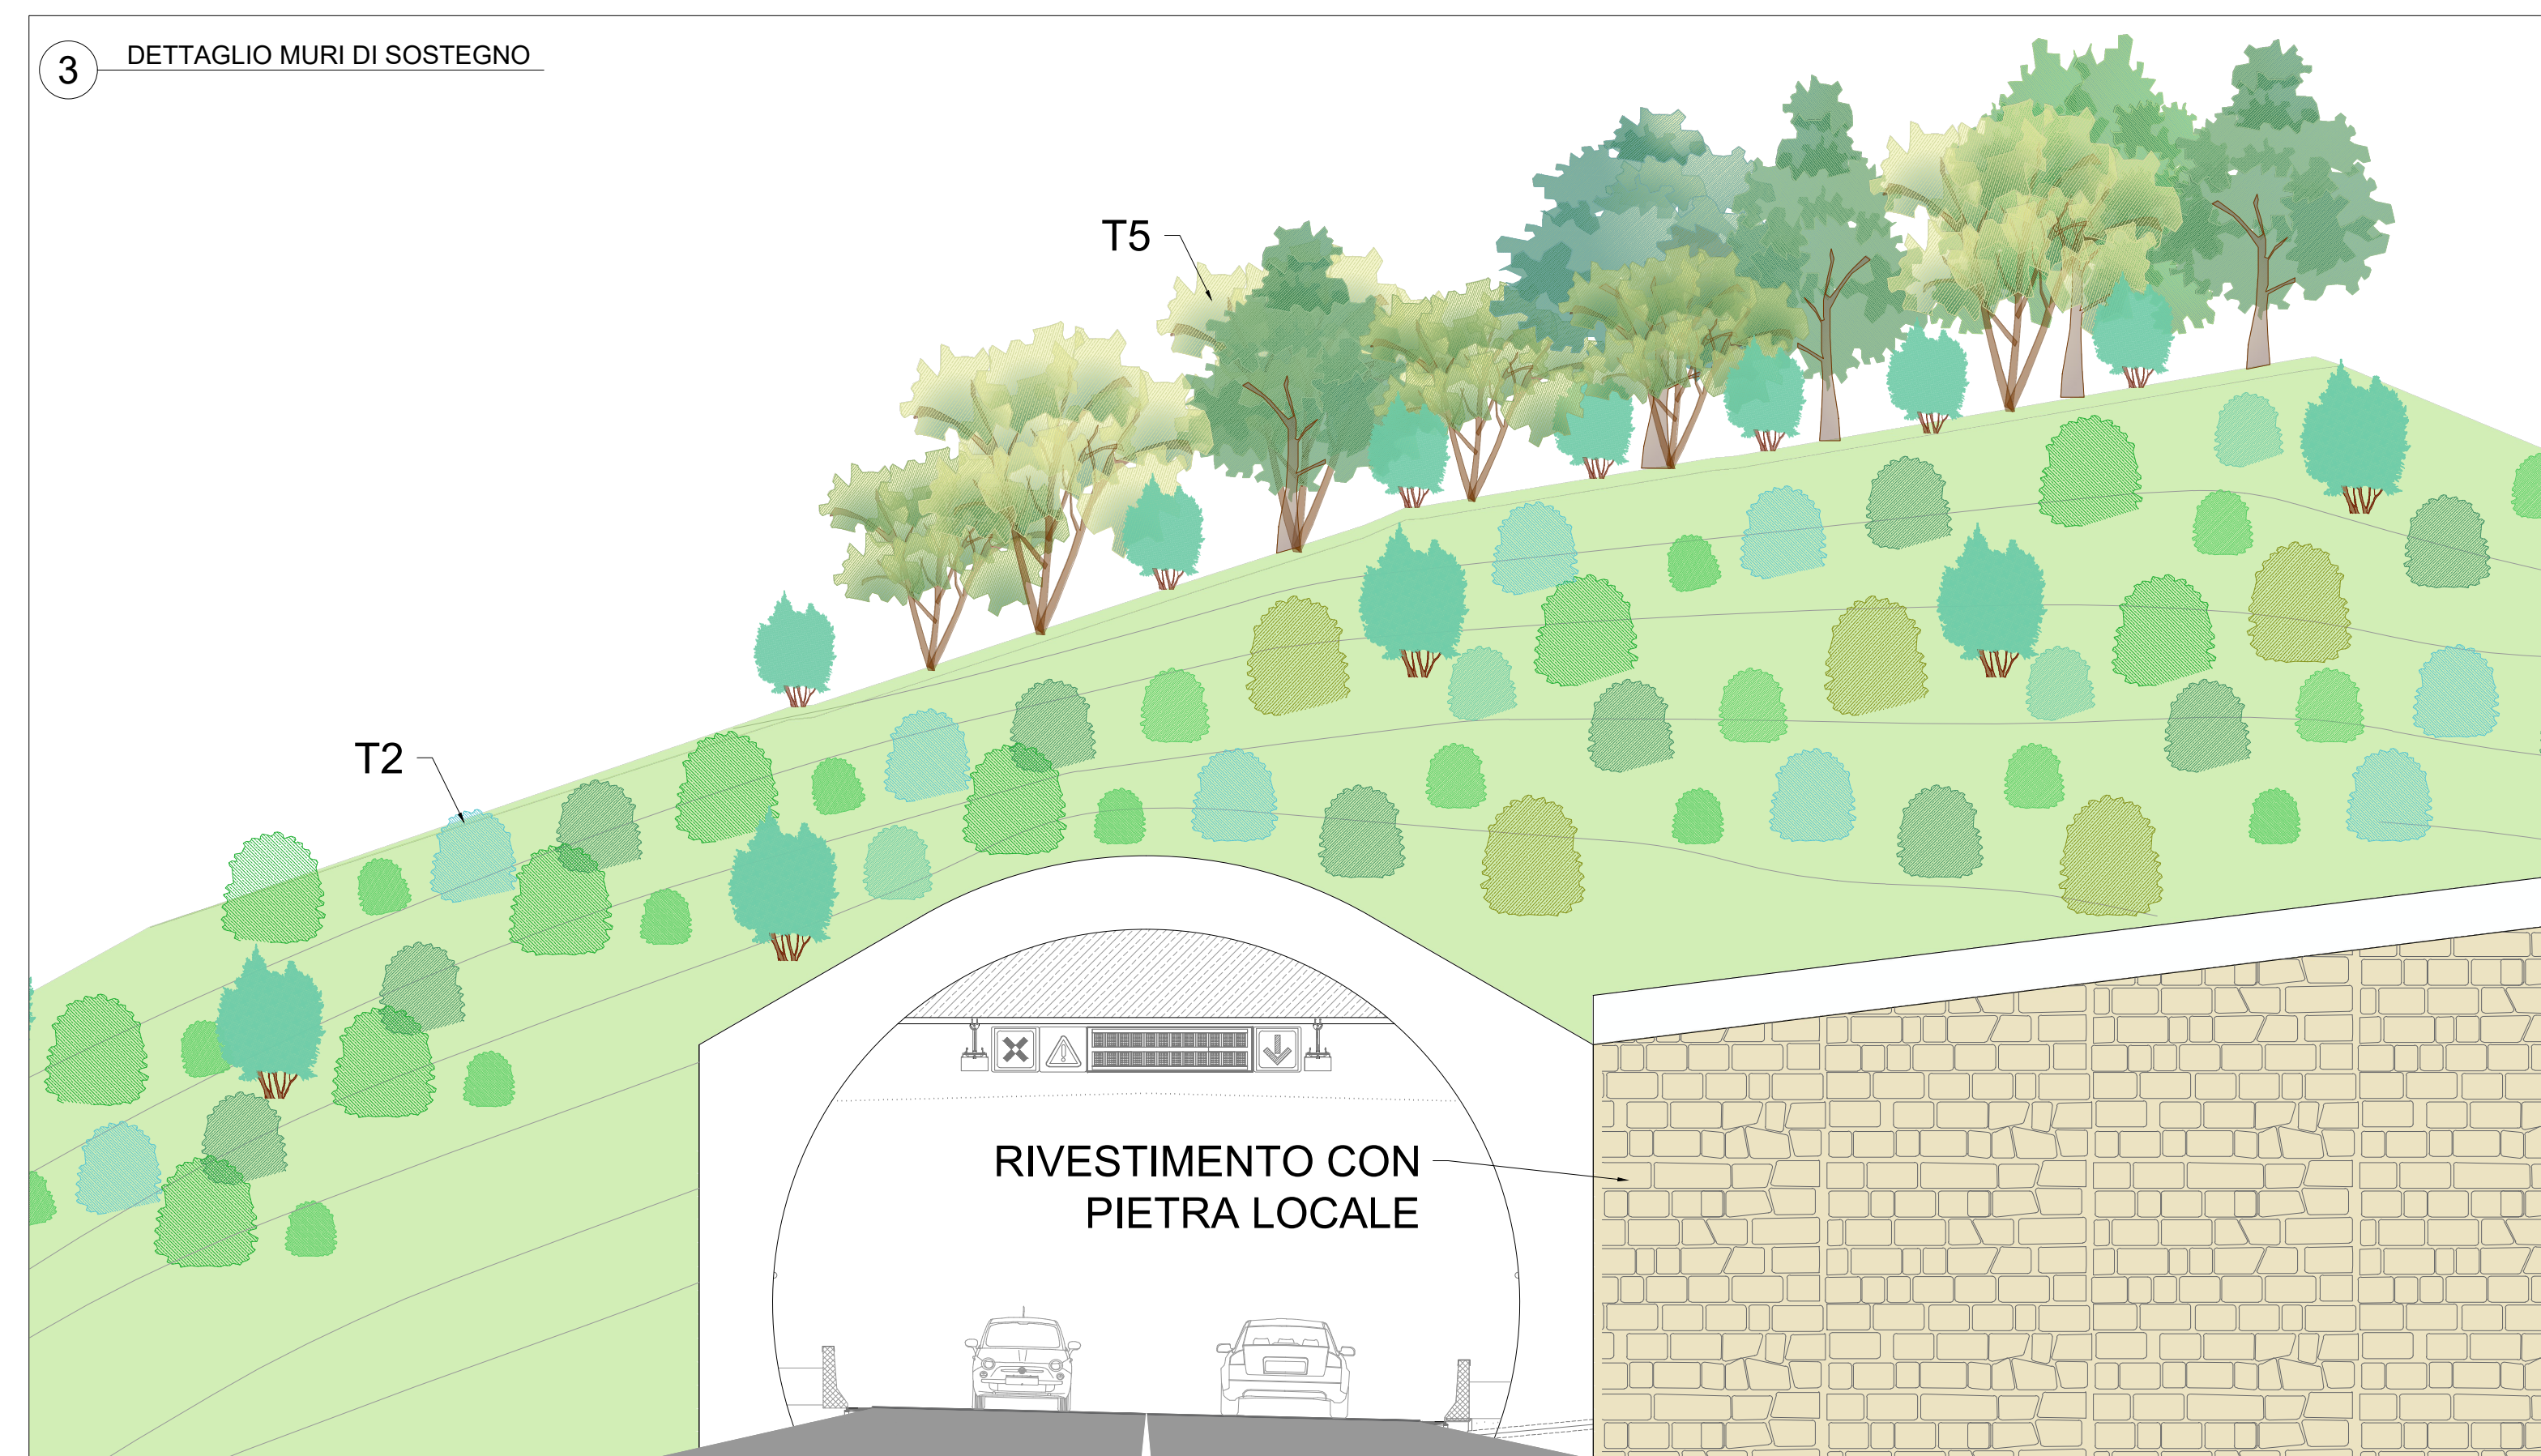 3
DETTAGLIO MURI DI SOSTEGNO
T5
T2
RIVESTIMENTO CON
PIETRA LOCALE